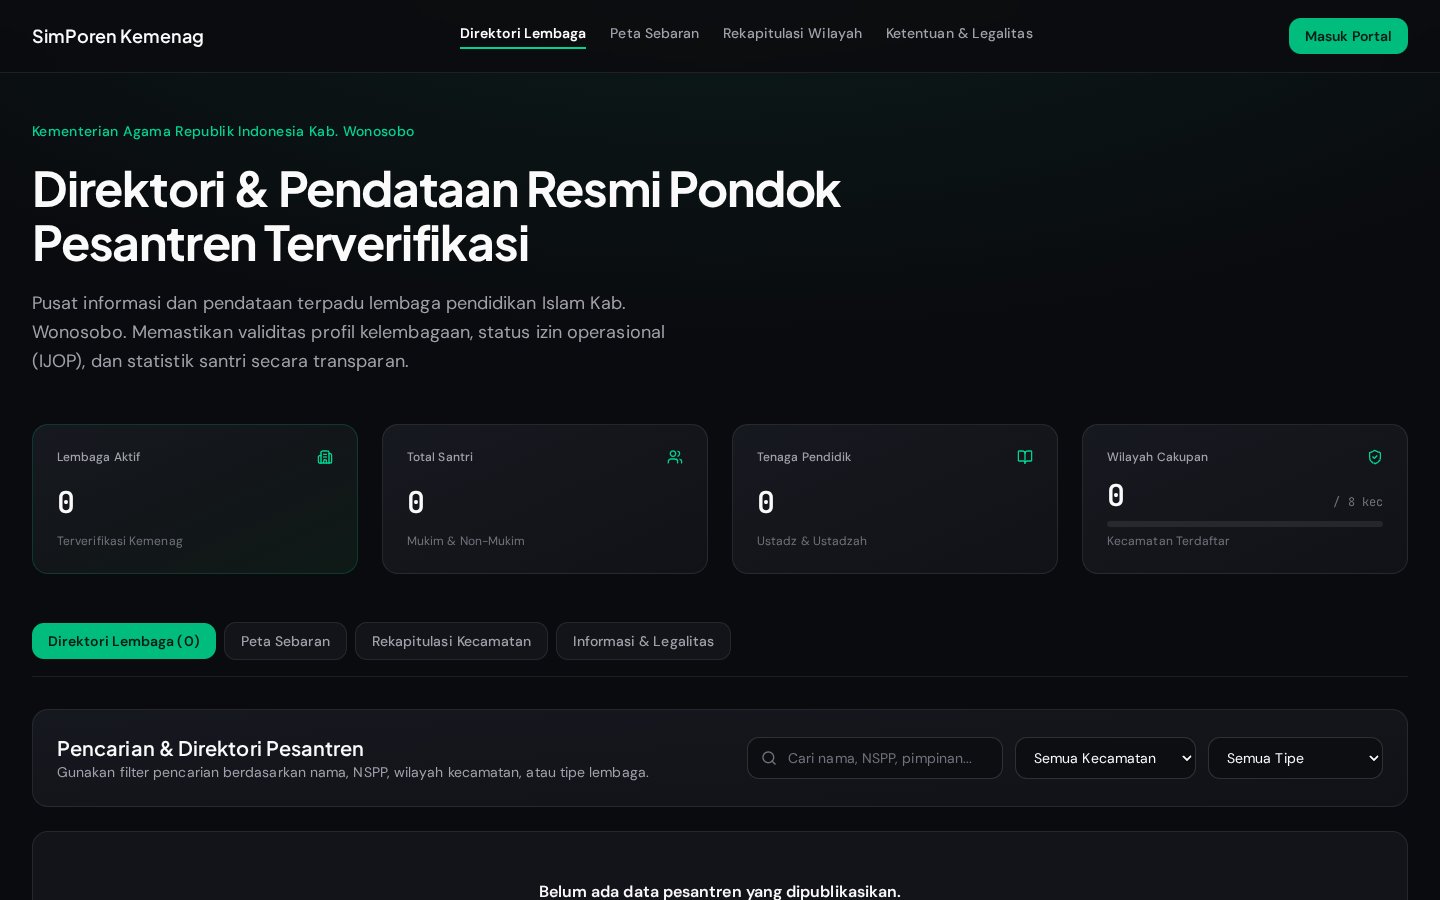 SimPoren Kemenag
Direktori Lembaga
Peta Sebaran
Rekapitulasi Wilayah
Ketentuan & Legalitas
Masuk Portal
Kementerian Agama Republik Indonesia Kab. Wonosobo
Direktori & Pendataan Resmi Pondok
Pesantren Terverifikasi
Pusat informasi dan pendataan terpadu lembaga pendidikan Islam Kab.
Wonosobo. Memastikan validitas profil kelembagaan, status izin operasional
(IJOP), dan statistik santri secara transparan.
Lembaga Aktif
0
Terverifikasi Kemenag
Total Santri
0
Mukim & Non-Mukim
Tenaga Pendidik
0
Ustadz & Ustadzah
Wilayah Cakupan
0
/ 8 kec
Kecamatan Terdaftar
Direktori Lembaga (0)
Peta Sebaran
Rekapitulasi Kecamatan
Informasi & Legalitas
Pencarian & Direktori Pesantren
Gunakan filter pencarian berdasarkan nama, NSPP, wilayah kecamatan, atau tipe lembaga.
Cari nama, NSPP, pimpinan...
Semua Kecamatan
Semua Tipe
Belum ada data pesantren yang dipublikasikan.